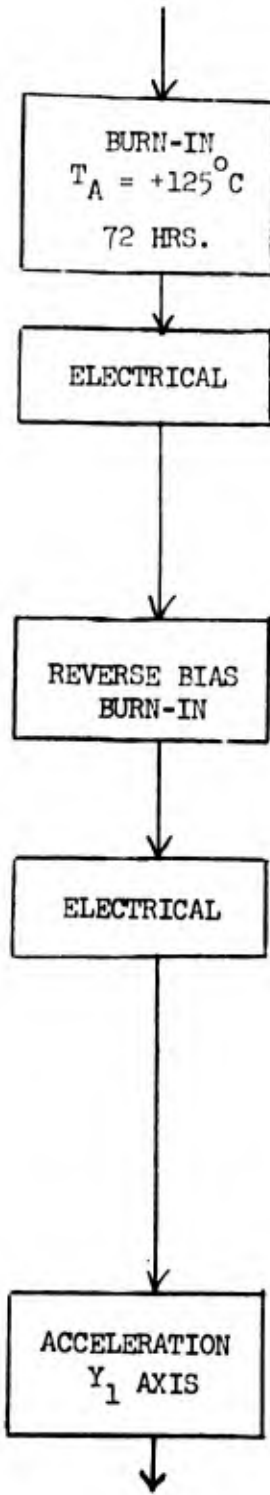 BURN-IN
T_A = +125°C
72 HRS.
ELECTRICAL
REVERSE BIAS
BURN-IN
ELECTRICAL
ACCELERATION
Y_1 AXIS